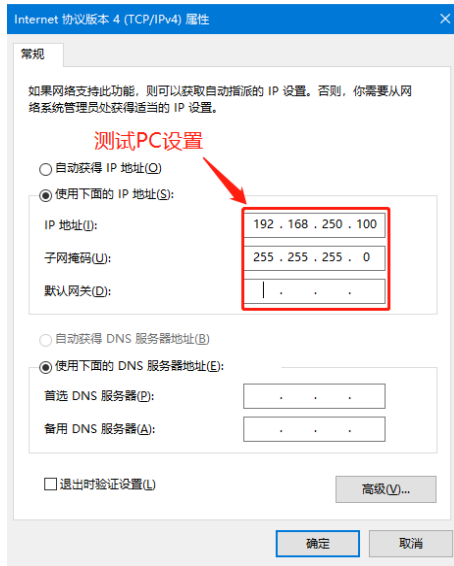 Internet 协议版本 4 (TCP/IPv4) 属性
常规
如果网络支持此功能，则可以获取自动指派的 IP 设置。否则，你需要从网
络系统管理员处获得适当的 IP 设置。
测试PC设置
自动获得 IP 地址(O)
使用下面的 IP 地址(S):
IP 地址(I): 192 . 168 . 250 . 100
子网掩码(U): 255 . 255 . 255 . 0
默认网关(D): . . .
自动获得 DNS 服务器地址(B)
使用下面的 DNS 服务器地址(E):
首选 DNS 服务器(P): . . .
备用 DNS 服务器(A): . . .
退出时验证设置(L)
高级(V)...
确定 取消